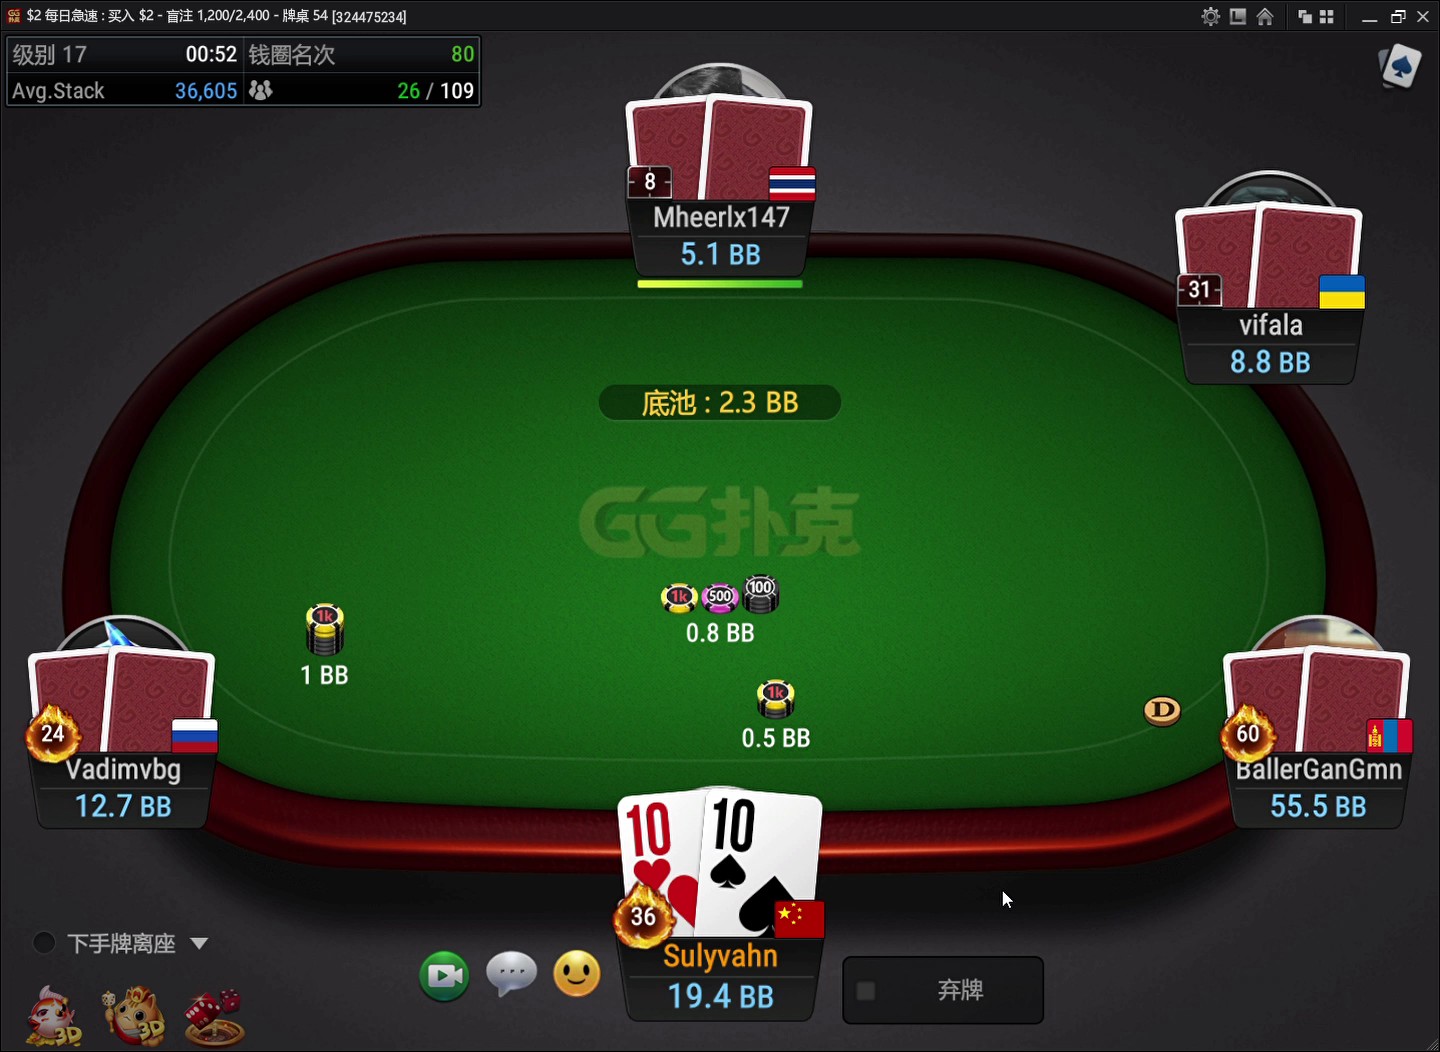 $2 每日急速 : 买入 $2 - 盲注 1,200/2,400 - 牌桌 54 [324475234]
级别 17 00:52 钱圈名次 80
Avg.Stack 36,605 26 / 109
8
Mheerlx147
5.1 BB
31
vifala
8.8 BB
底池 : 2.3 BB
GG扑克
1k 500 100
0.8 BB
1k
1 BB
1k
0.5 BB
D
24
Vadimvbg
12.7 BB
60
BallerGanGmn
55.5 BB
10 10
36
Sulyvahn
19.4 BB
下手牌离座
弃牌
3D 3D